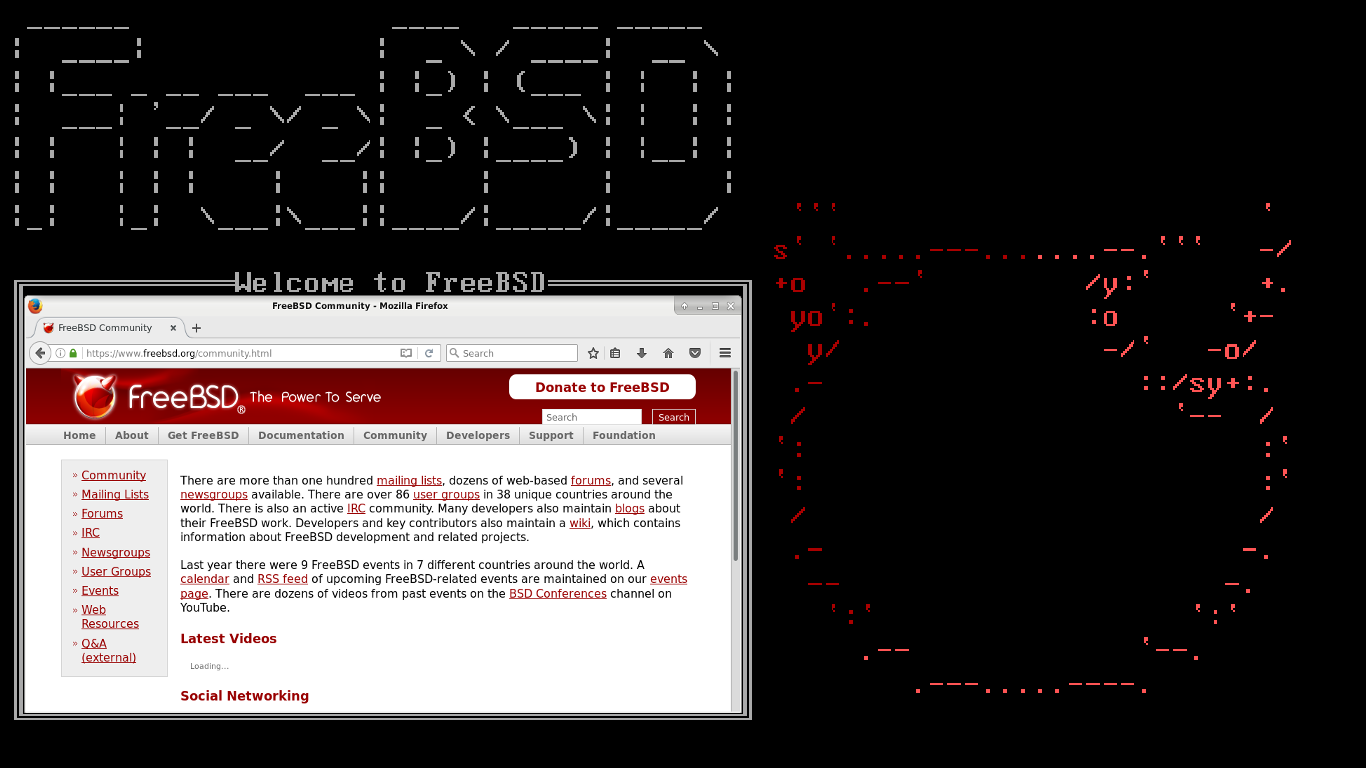 FreeBSD
Welcome to FreeBSD
FreeBSD Community - Mozilla Firefox
FreeBSD Community
https://www.freebsd.org/community.html
Search
FreeBSD® The Power To Serve
Donate to FreeBSD
Search Search
Home About Get FreeBSD Documentation Community Developers Support Foundation
» Community
» Mailing Lists
» Forums
» IRC
» Newsgroups
» User Groups
» Events
» Web
Resources
» Q&A
(external)
There are more than one hundred mailing lists, dozens of web-based forums, and several
newsgroups available. There are over 86 user groups in 38 unique countries around the
world. There is also an active IRC community. Many developers also maintain blogs about
their FreeBSD work. Developers and key contributors also maintain a wiki, which contains
information about FreeBSD development and related projects.
Last year there were 9 FreeBSD events in 7 different countries around the world. A
calendar and RSS feed of upcoming FreeBSD-related events are maintained on our events
page. There are dozens of videos from past events on the BSD Conferences channel on
YouTube.
Latest Videos
Loading...
Social Networking